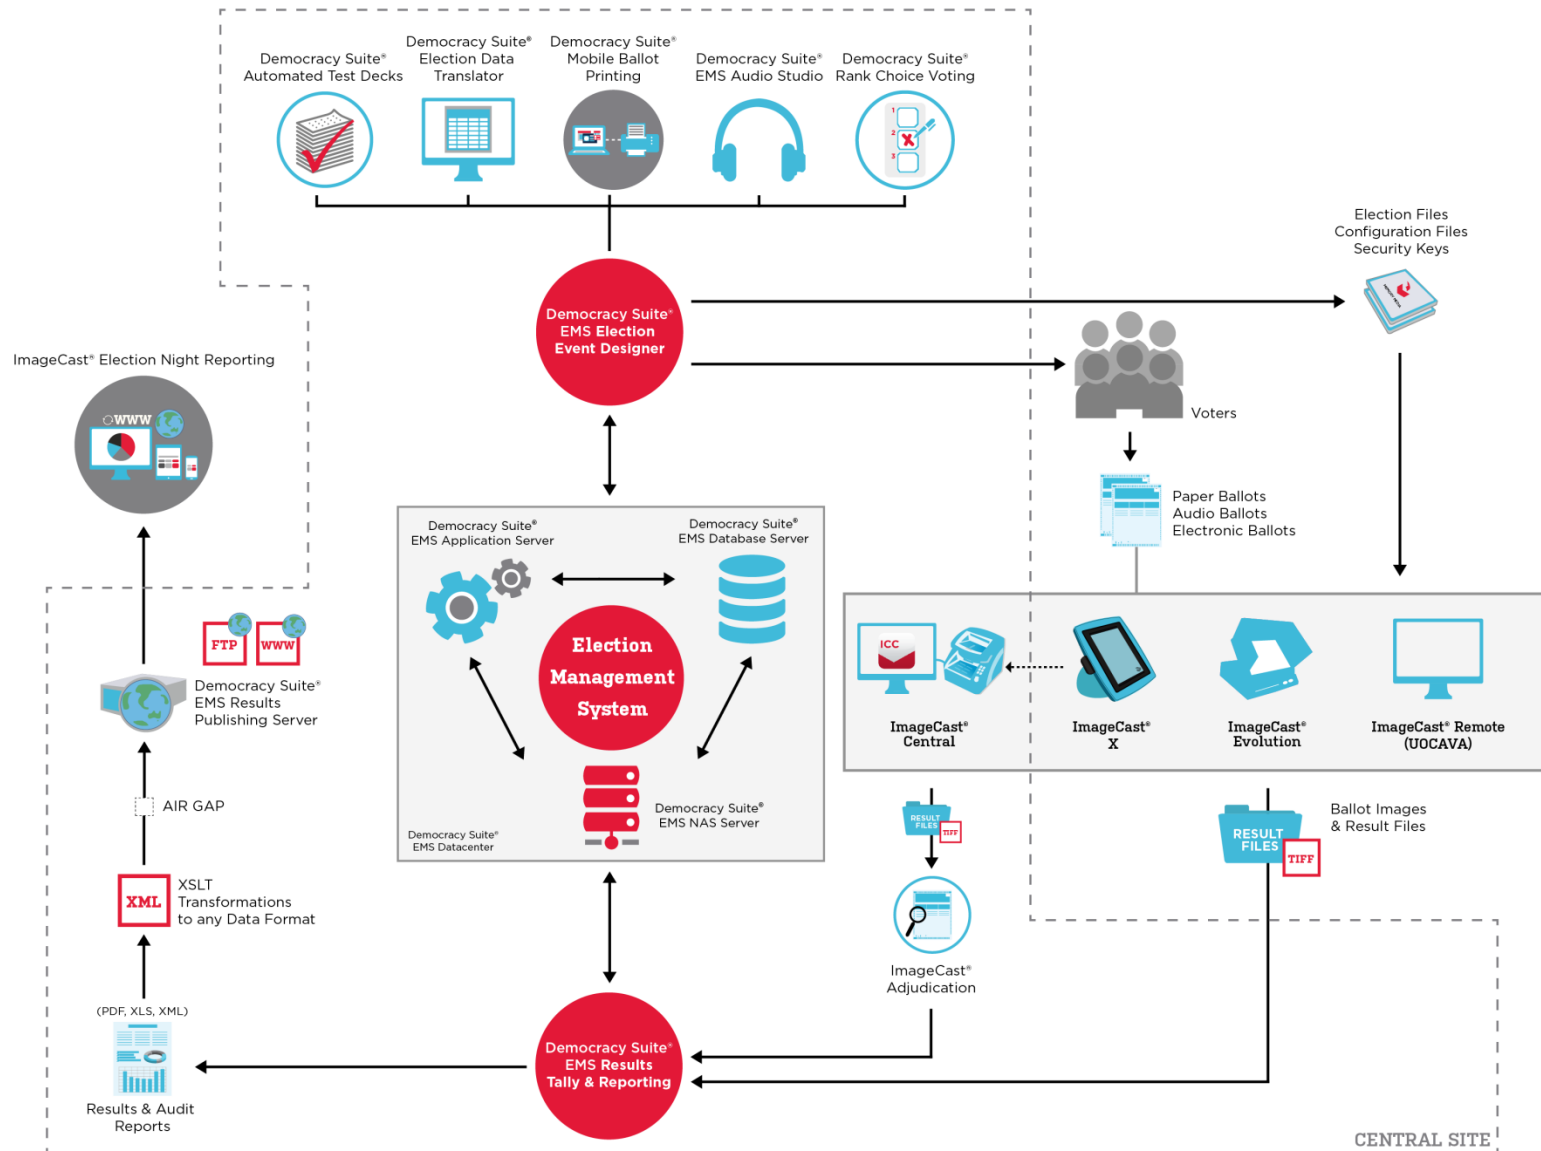 Democracy Suite®
Automated Test Decks
Democracy Suite®
Election Data
Translator
Democracy Suite®
Mobile Ballot
Printing
Democracy Suite®
EMS Audio Studio
Democracy Suite®
Rank Choice Voting
1
2
3
Election Files
Configuration Files
Security Keys
Democracy Suite®
EMS Election
Event Designer
ImageCast® Election Night Reporting
WWW
Voters
Paper Ballots
Audio Ballots
Electronic Ballots
Democracy Suite®
EMS Application Server
Democracy Suite®
EMS Database Server
Election
Management
System
Democracy Suite®
EMS NAS Server
Democracy Suite®
EMS Datacenter
FTP
WWW
Democracy Suite®
EMS Results
Publishing Server
ICC
ImageCast®
Central
ImageCast®
X
ImageCast®
Evolution
ImageCast® Remote
(UOCAVA)
AIR GAP
RESULT
FILES
TIFF
RESULT
FILES
TIFF
Ballot Images
& Result Files
XML
XSLT
Transformations
to any Data Format
ImageCast®
Adjudication
(PDF, XLS, XML)
Results & Audit
Reports
Democracy Suite®
EMS Results
Tally & Reporting
CENTRAL SITE